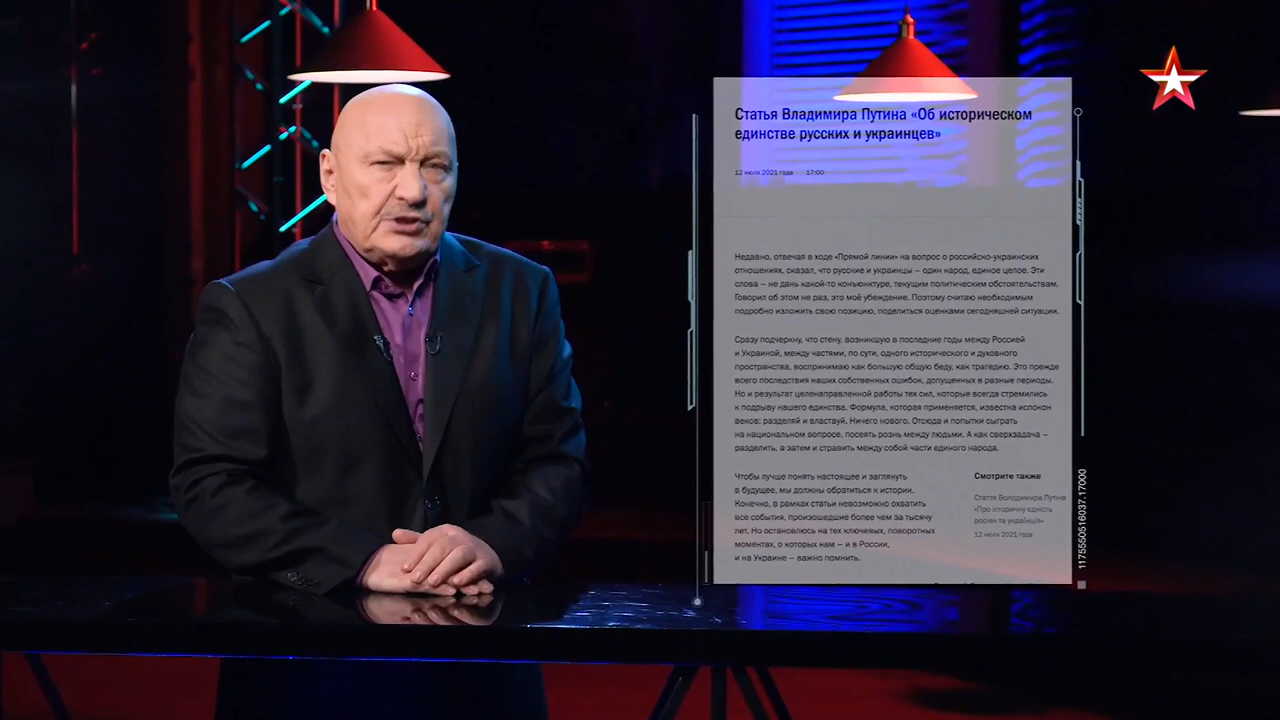 Статья Владимира Путина «Об историческом
единстве русских и украинцев»
12 июля 2021 года 17:00
Недавно, отвечая в ходе «Прямой линии» на вопрос о российско-украинских
отношениях, сказал, что русские и украинцы – один народ, единое целое. Эти
слова – не дань какой-то конъюнктуре, текущим политическим обстоятельствам.
Говорил об этом не раз, это моё убеждение. Поэтому считаю необходимым
подробно изложить свою позицию, поделиться оценками сегодняшней ситуации.
Сразу подчеркну, что стену, возникшую в последние годы между Россией
и Украиной, между частями, по сути, одного исторического и духовного
пространства, воспринимаю как большую общую беду, как трагедию. Это прежде
всего последствия наших собственных ошибок, допущенных в разные периоды.
Но и результат целенаправленной работы тех сил, которые всегда стремились
к подрыву нашего единства. Формула, которая применяется, известна испокон
веков: разделяй и властвуй. Ничего нового. Отсюда и попытки сыграть
на национальном вопросе, посеять рознь между людьми. А как сверхзадача –
разделить, а затем и стравить между собой части единого народа.
Чтобы лучше понять настоящее и заглянуть
в будущее, мы должны обратиться к истории.
Конечно, в рамках статьи невозможно охватить
все события, произошедшие более чем за тысячу
лет. Но остановлюсь на тех ключевых, поворотных
моментах, о которых нам – и в России,
и на Украине – важно помнить.
Смотрите также
Стаття Володимира Путіна
«Про історичну єдність
росіян та українців»
12 июля 2021 года
1175550516037.17000